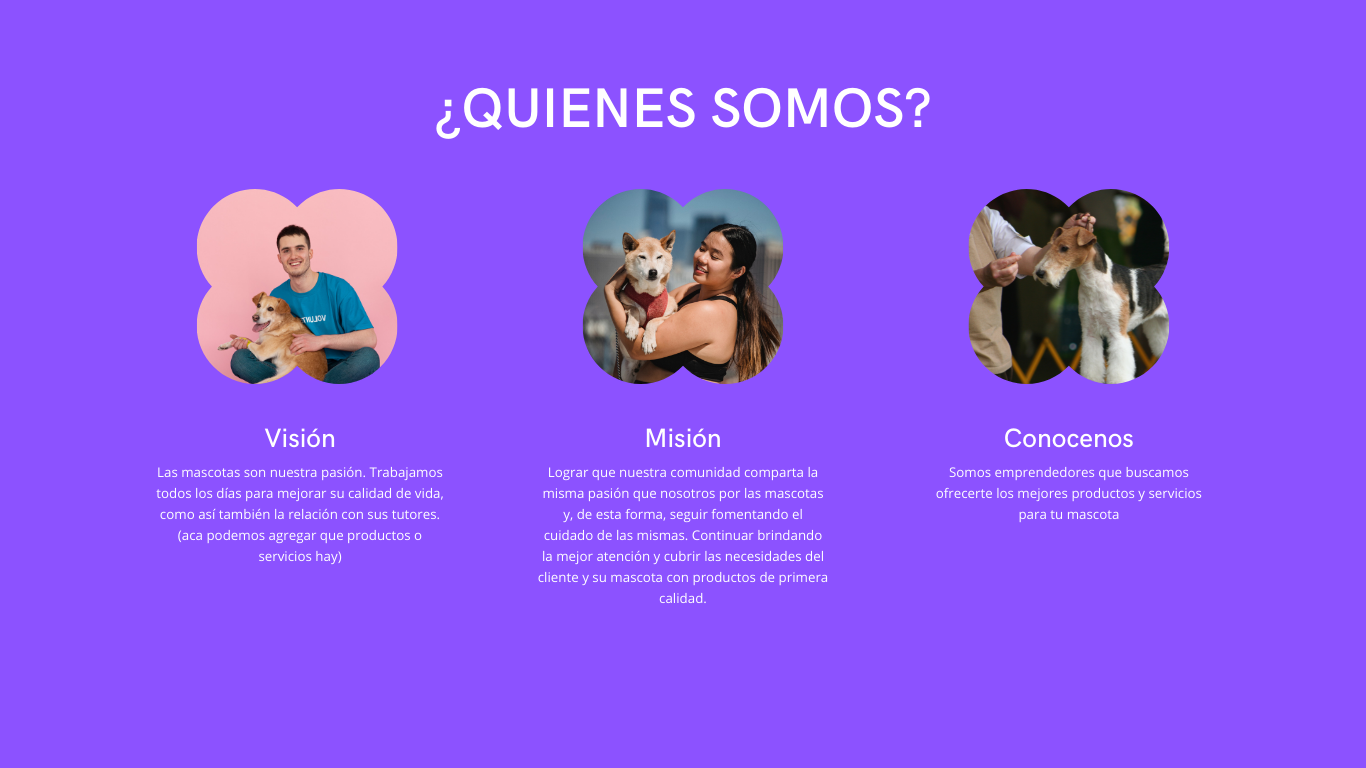 ¿QUIENES SOMOS?
Visión
Las mascotas son nuestra pasión. Trabajamos
todos los días para mejorar su calidad de vida,
como así también la relación con sus tutores.
(aca podemos agregar que productos o
servicios hay)
Misión
Lograr que nuestra comunidad comparta la
misma pasión que nosotros por las mascotas
y, de esta forma, seguir fomentando el
cuidado de las mismas. Continuar brindando
la mejor atención y cubrir las necesidades del
cliente y su mascota con productos de primera
calidad.
Conocenos
Somos emprendedores que buscamos
ofrecerte los mejores productos y servicios
para tu mascota